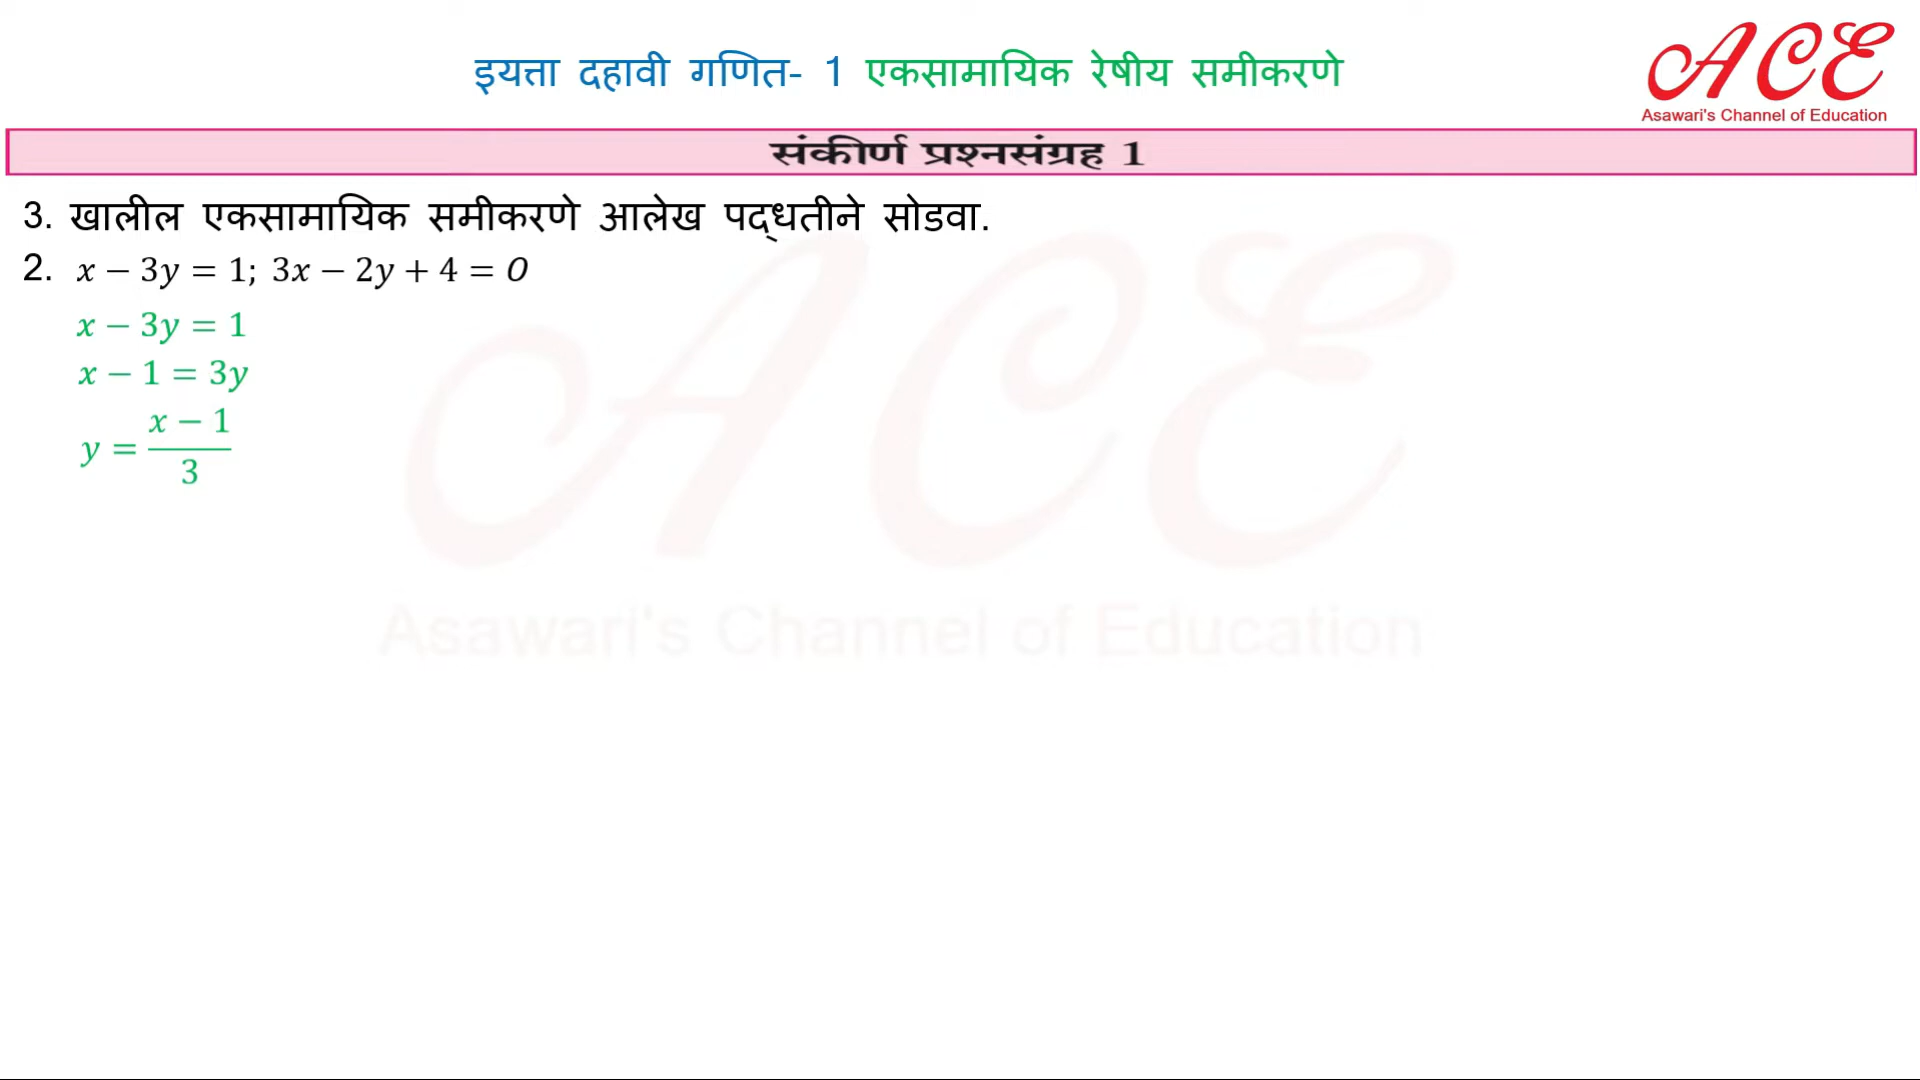 इयत्ता दहावी गणित- 1 एकसामायिक रेषीय समीकरणे
ACE
Asawari's Channel of Education
संकीर्ण प्रश्नसंग्रह 1
3. खालील एकसामायिक समीकरणे आलेख पद्धतीने सोडवा.
2. x − 3y = 1; 3x − 2y + 4 = O
x − 3y = 1
x − 1 = 3y
y = \frac{x − 1}{3}
ACE
Asawari's Channel of Education